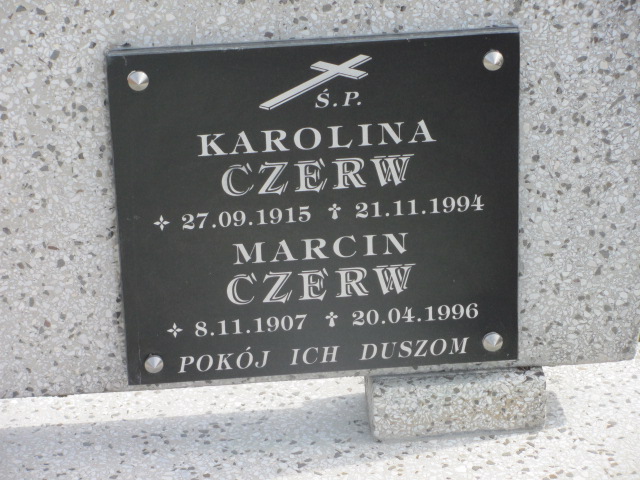 Ś.P.
KAROLINA
CZERW
✢ 27.09.1915 ✝ 21.11.1994
MARCIN
CZERW
✢ 8.11.1907 ✝ 20.04.1996
POKÓJ ICH DUSZOM